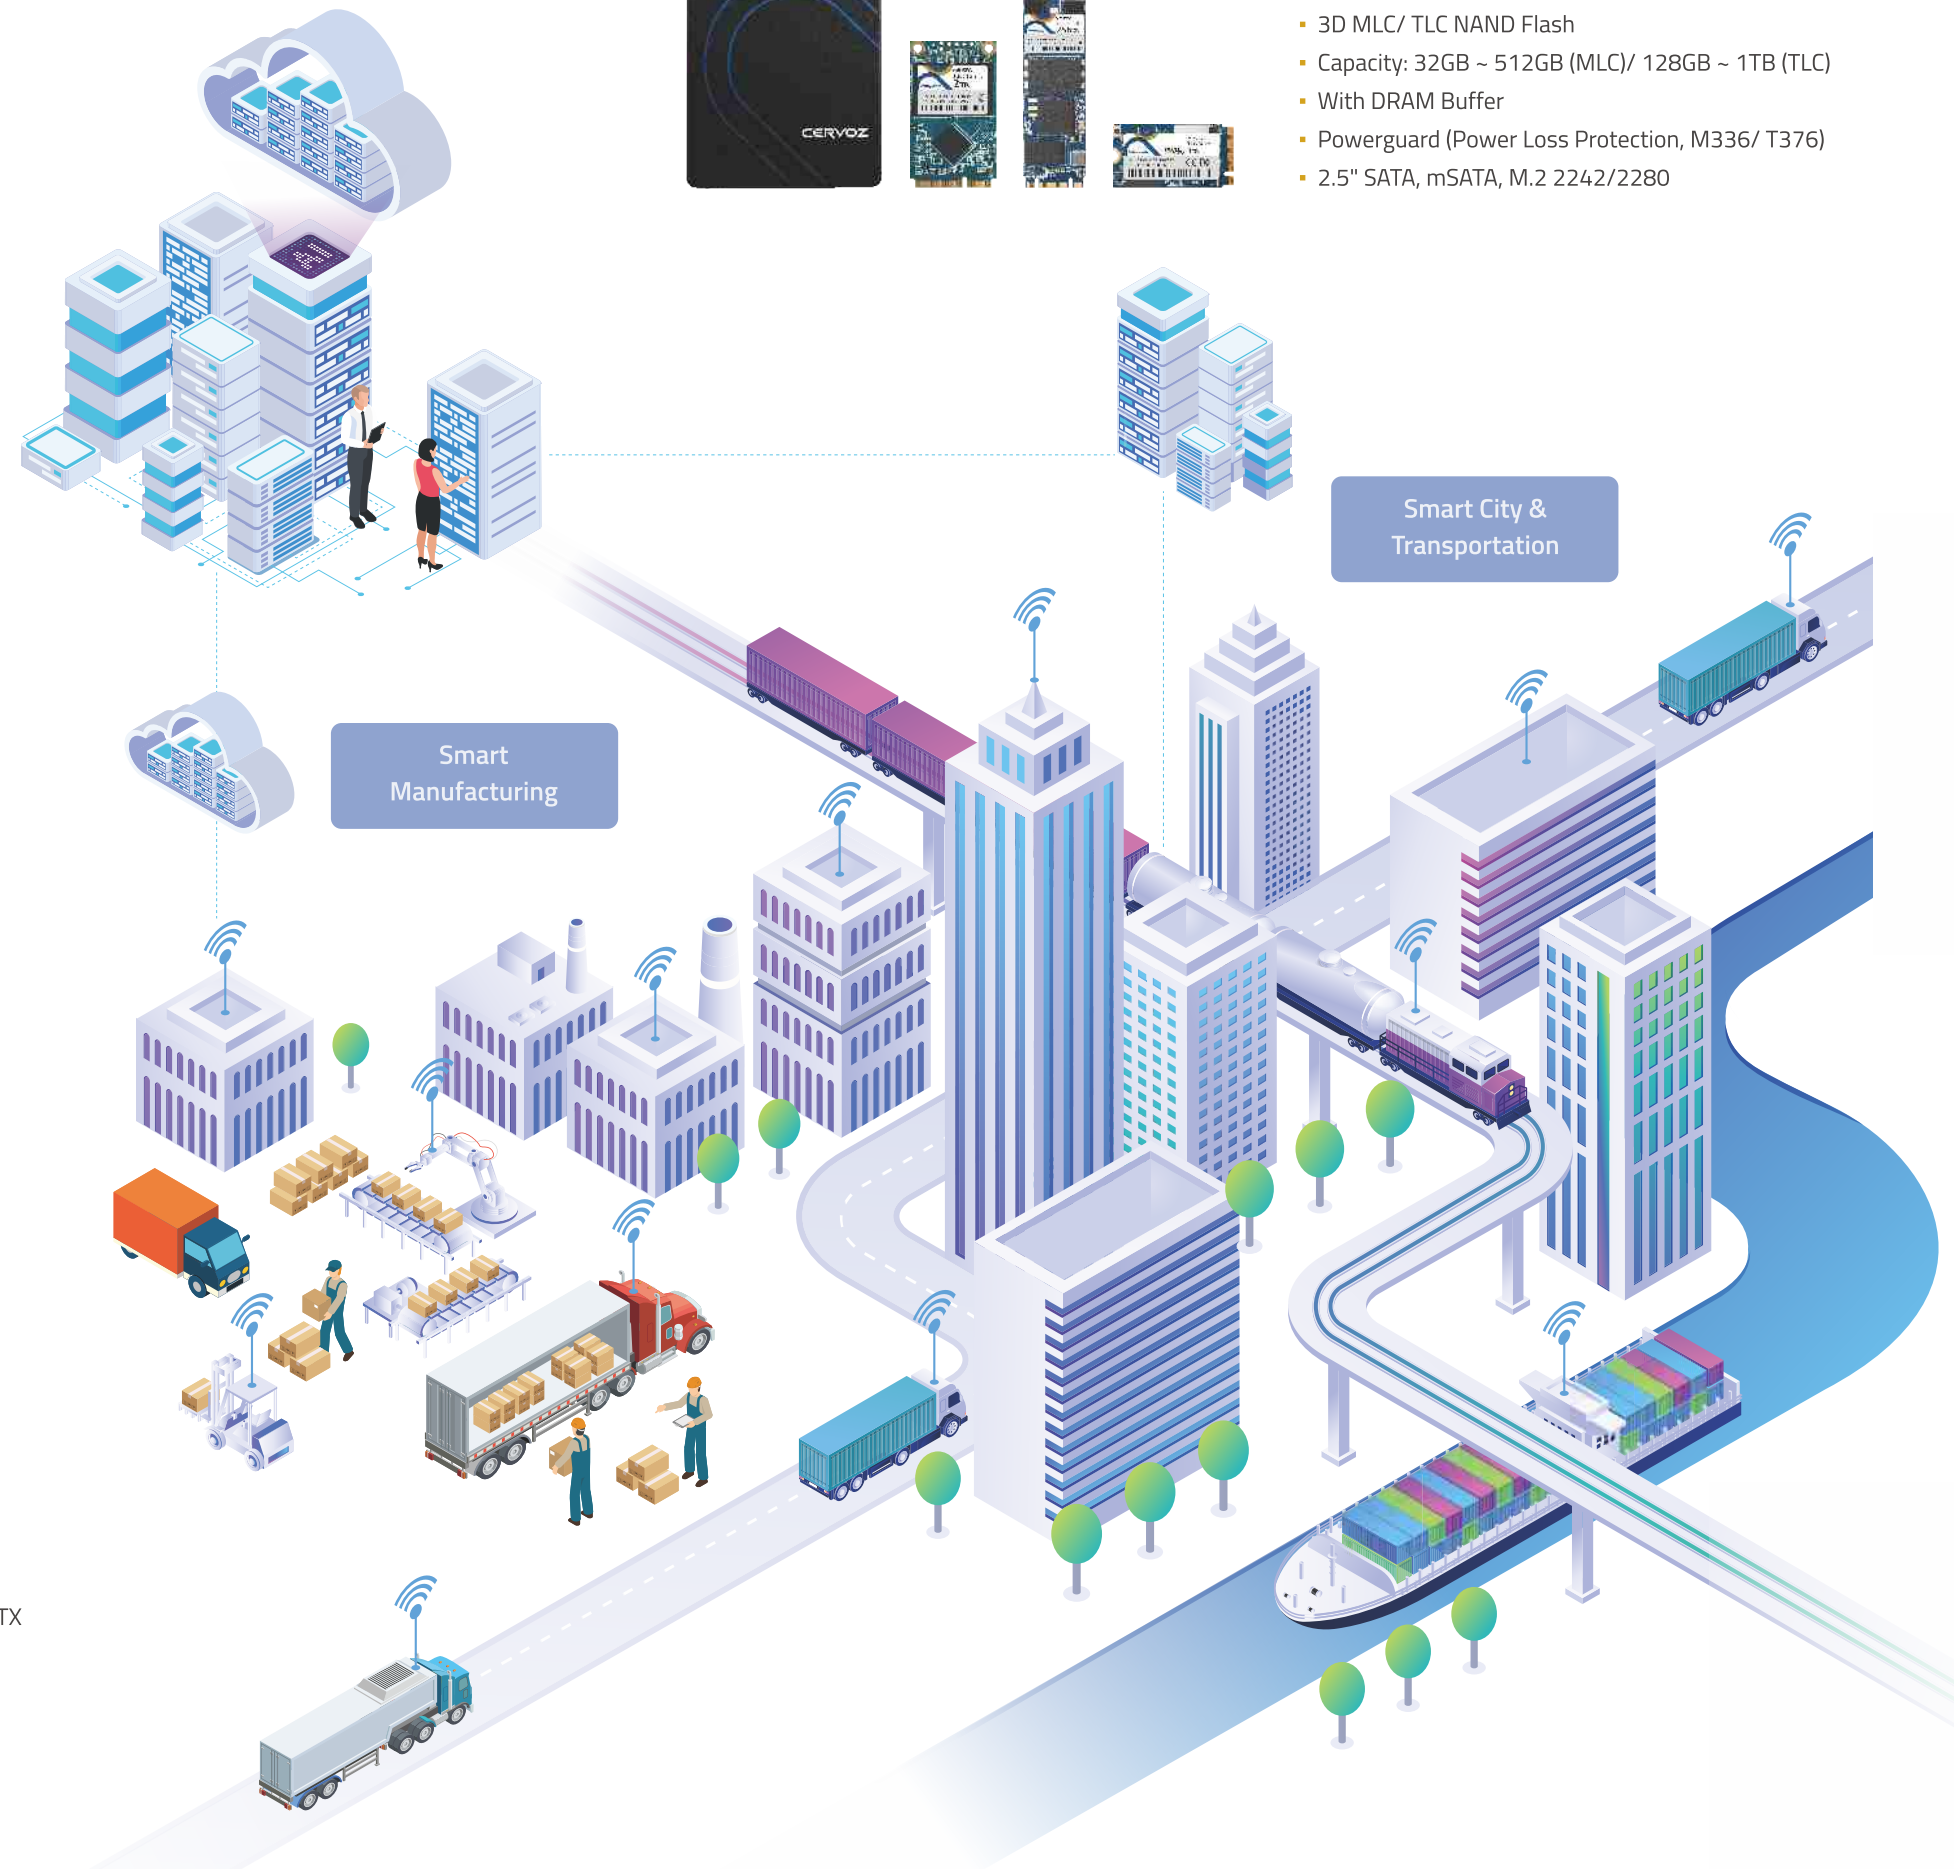 3D MLC/ TLC NAND Flash
Capacity: 32GB ~ 512GB (MLC)/ 128GB ~ 1TB (TLC)
With DRAM Buffer
Powerguard (Power Loss Protection, M336/ T376)
2.5" SATA, mSATA, M.2 2242/2280
CERVOZ
Smart City &
Transportation
Smart
Manufacturing
TX